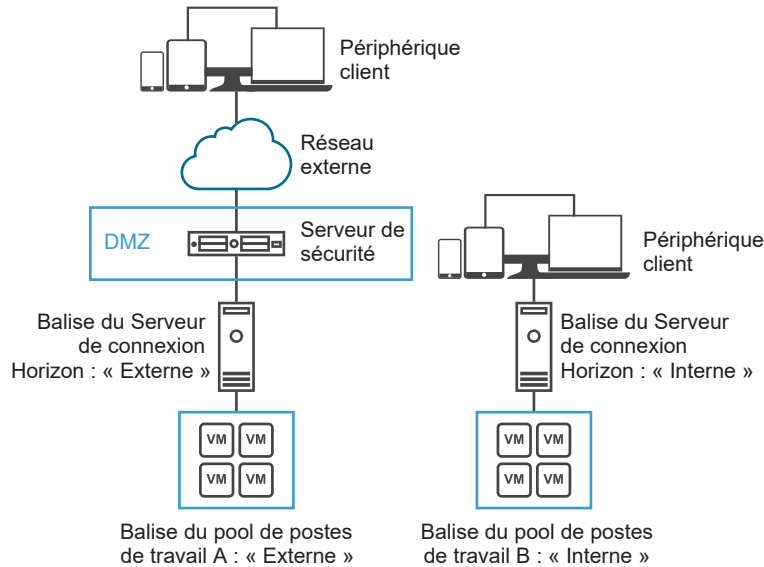 Périphérique
client
Réseau
externe
DMZ
Serveur de
sécurité
Périphérique
client
Balise du Serveur
de connexion
Horizon : « Externe »
Balise du Serveur
de connexion
Horizon : « Interne »
VM VM
VM VM
VM VM
VM VM
Balise du pool de postes
de travail A : « Externe »
Balise du pool de postes
de travail B : « Interne »